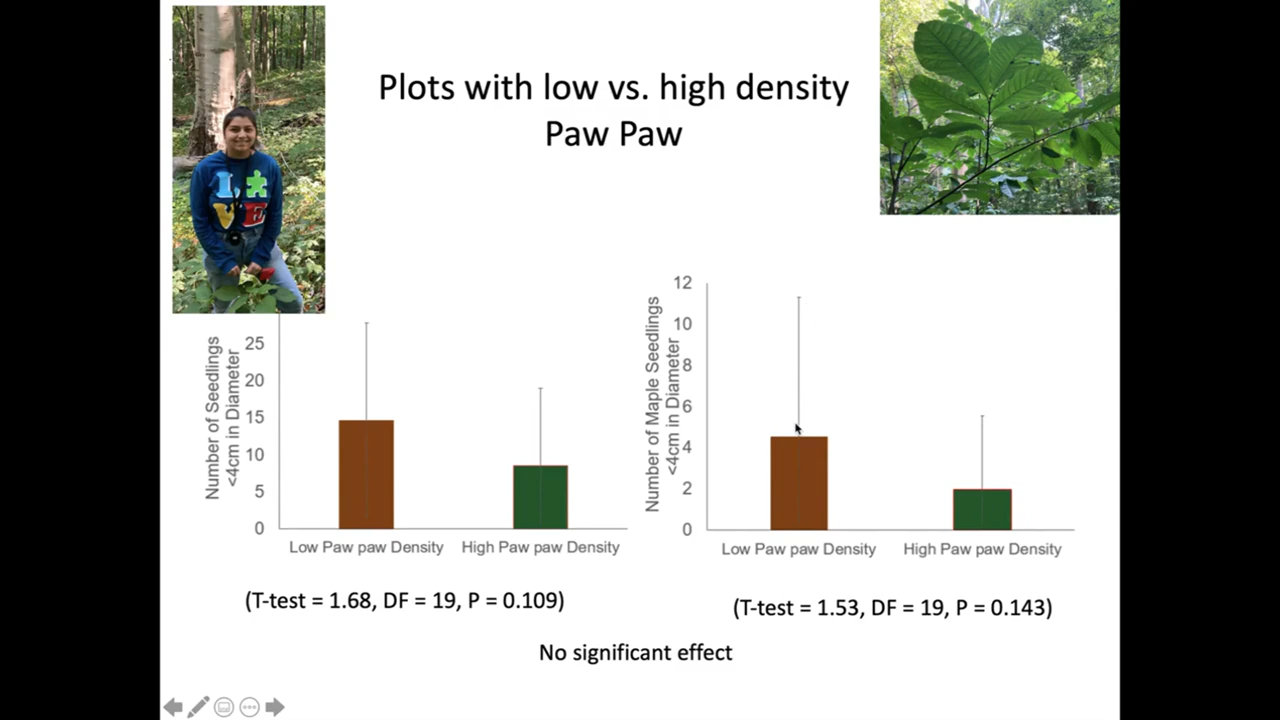 Plots with low vs. high density
Paw Paw
L
VE
Number of Seedlings
<4cm in Diameter
25
20
15
10
5
0
Low Paw paw Density
High Paw paw Density
(T-test = 1.68, DF = 19, P = 0.109)
Number of Maple Seedlings
<4cm in Diameter
12
10
8
6
4
2
0
Low Paw paw Density
High Paw paw Density
(T-test = 1.53, DF = 19, P = 0.143)
No significant effect